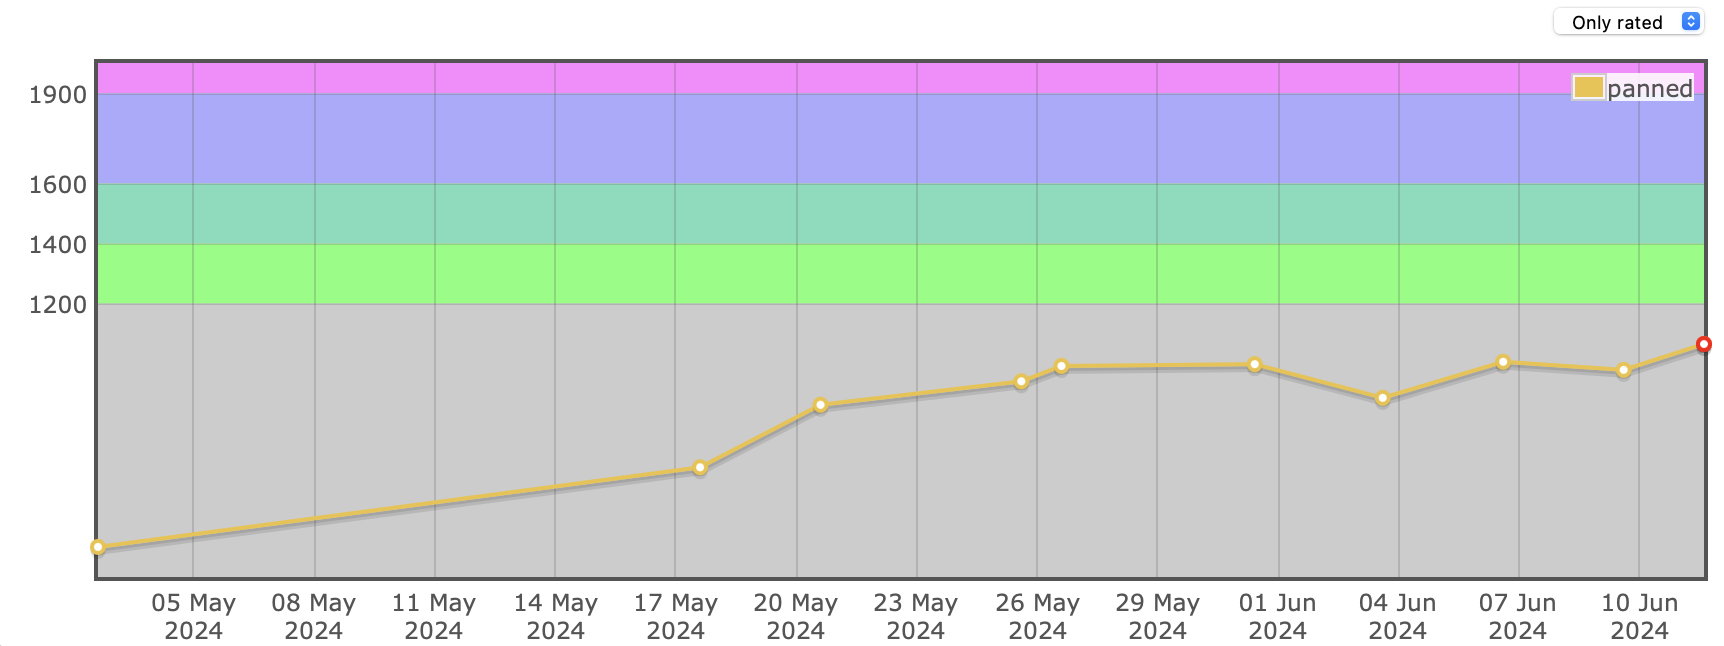 Only rated
panned
1900
1600
1400
1200
05 May 2024
08 May 2024
11 May 2024
14 May 2024
17 May 2024
20 May 2024
23 May 2024
26 May 2024
29 May 2024
01 Jun 2024
04 Jun 2024
07 Jun 2024
10 Jun 2024